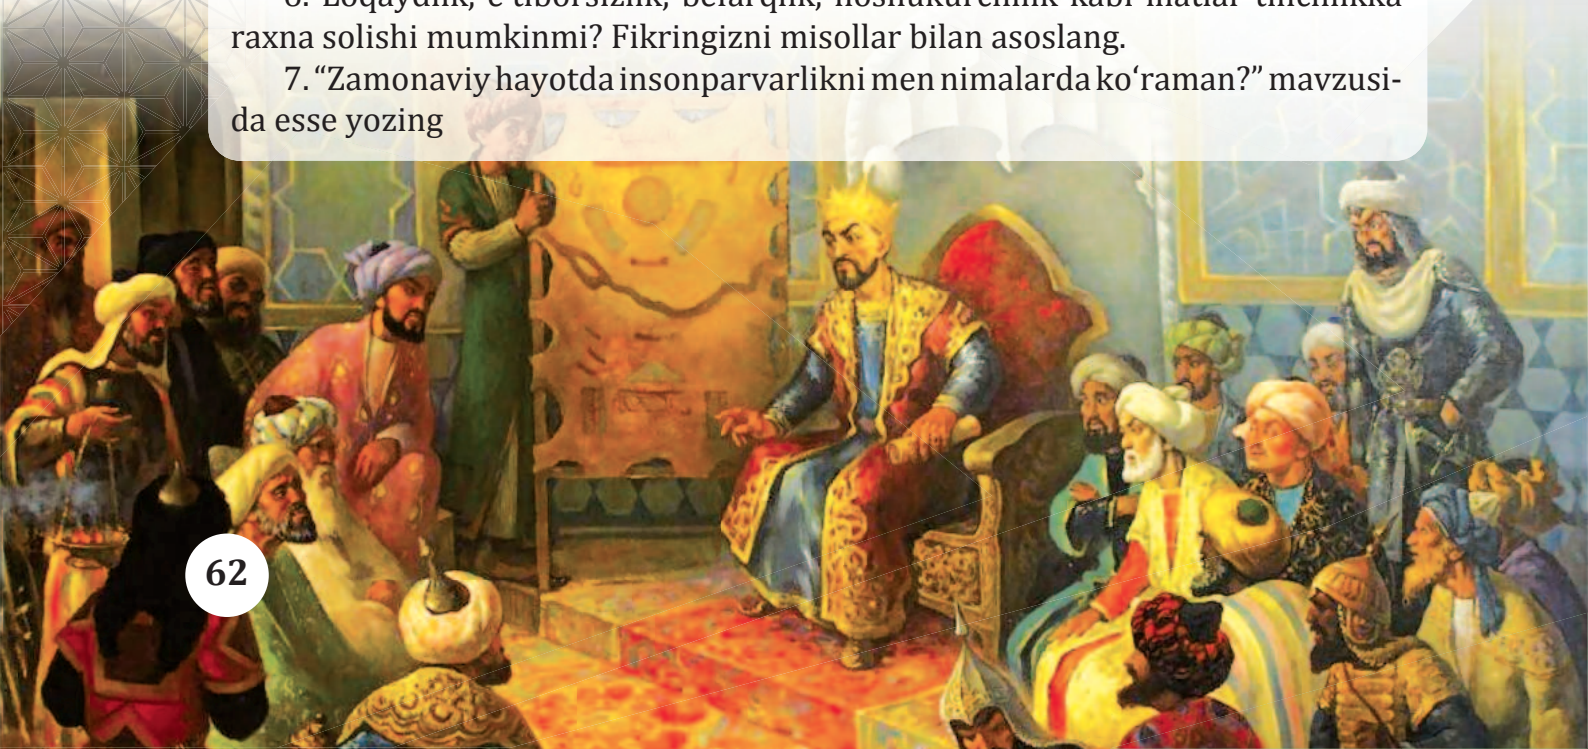 raxna solishi mumkinmi? Fikringizni misollar bilan asoslang.
7. “Zamonaviy hayotda insonparvarlikni men nimalarda ko‘raman?” mavzusi-
da esse yozing
62